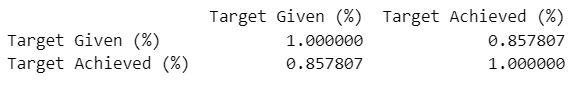 Target Given (%) Target Achieved (%)
Target Given (%) 1.000000 0.857807
Target Achieved (%) 0.857807 1.000000